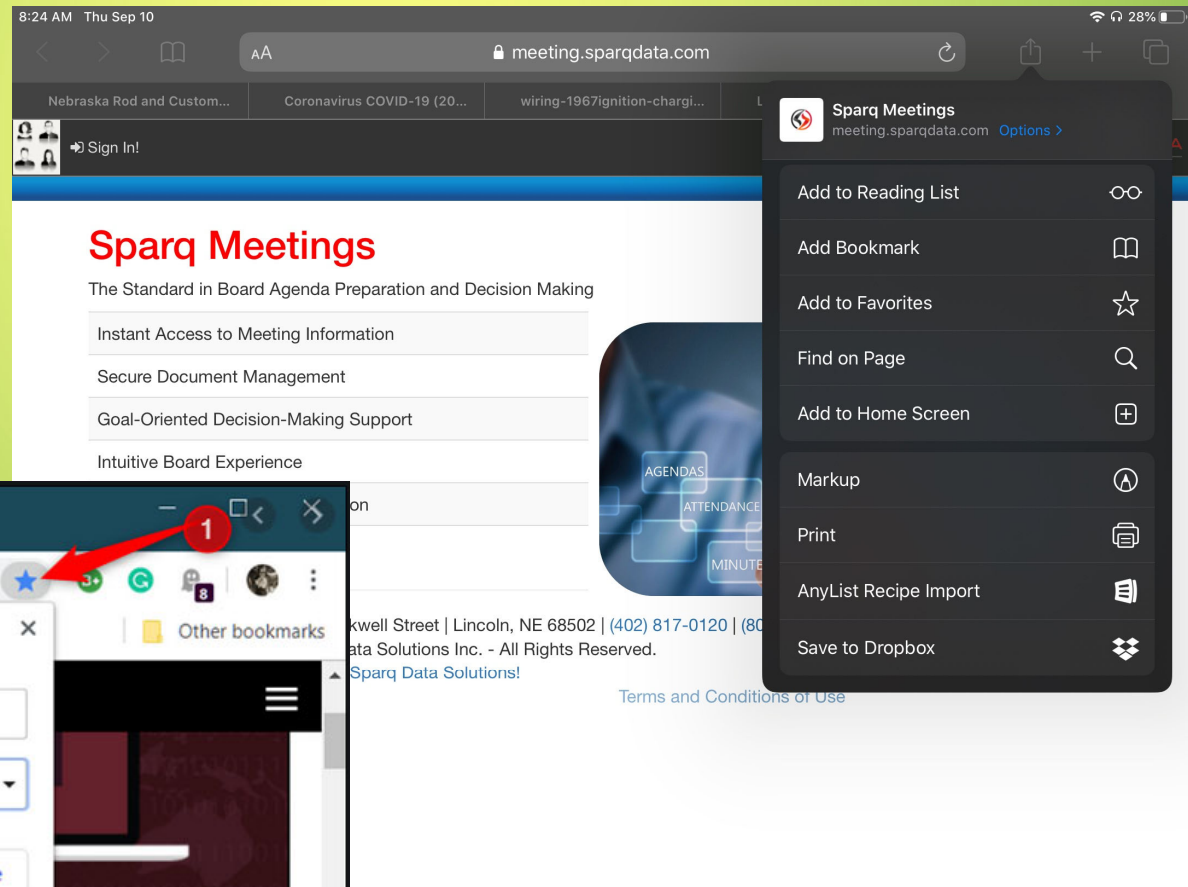 8:24 AM Thu Sep 10
28%
AA
meeting.sparqdata.com
Nebraska Rod and Custom...
Coronavirus COVID-19 (20...
wiring-1967ignition-chargi...
L
Sign In!
Sparq Meetings
meeting.sparqdata.com Options >
Add to Reading List
Add Bookmark
Add to Favorites
Find on Page
Add to Home Screen
Markup
Print
AnyList Recipe Import
Save to Dropbox
Sparq Meetings
The Standard in Board Agenda Preparation and Decision Making
Instant Access to Meeting Information
Secure Document Management
Goal-Oriented Decision-Making Support
Intuitive Board Experience
on
AGENDAS
ATTENDANCE
MINUTE
kwell Street | Lincoln, NE 68502 | (402) 817-0120 | (80
ata Solutions Inc. - All Rights Reserved.
Sparq Data Solutions!
Terms and Conditions of Use
1
3+
G
8
Other bookmarks